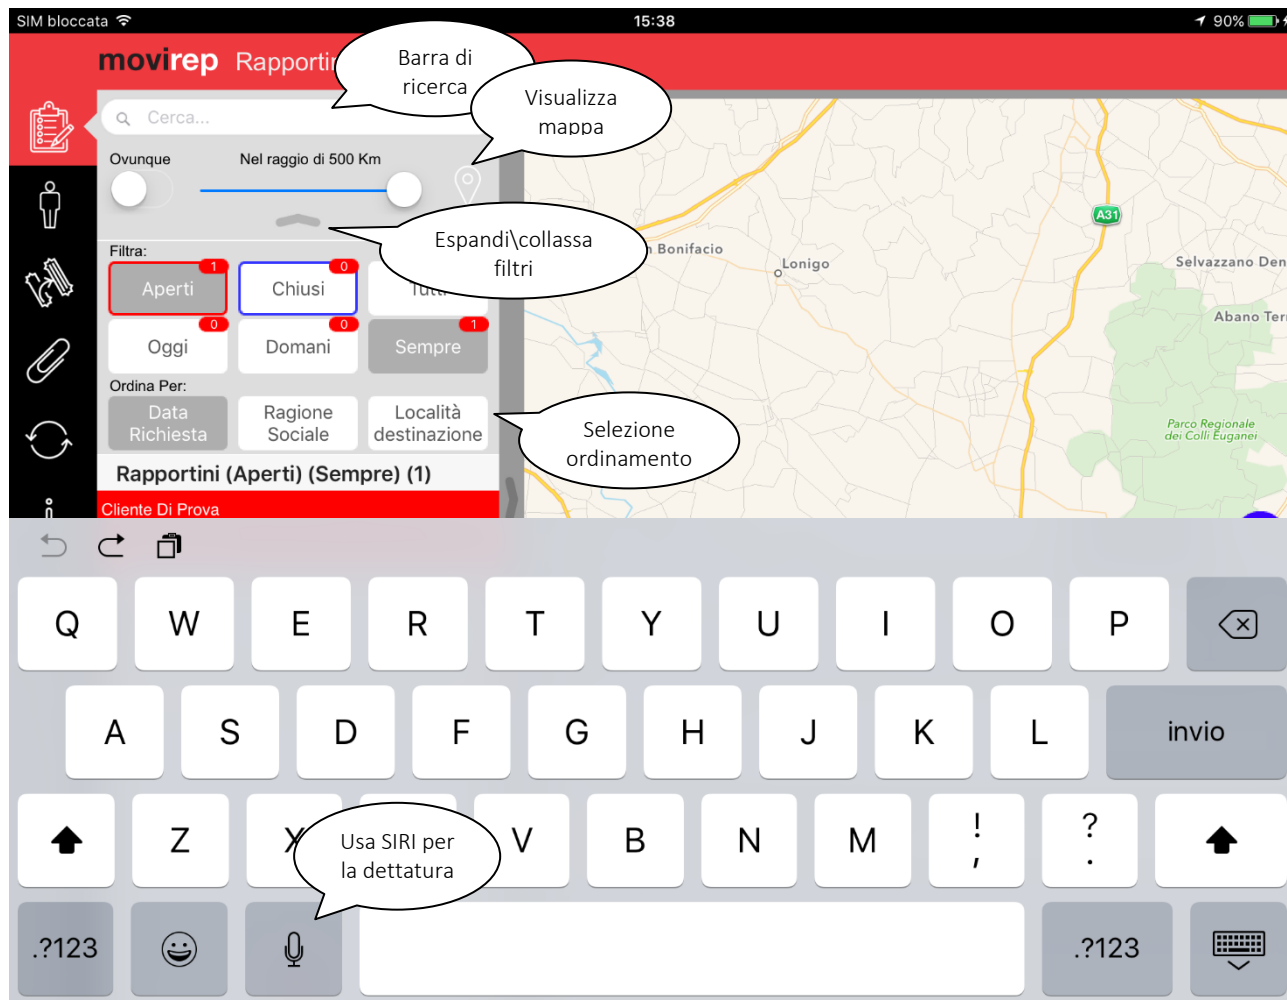 SIM bloccata 15:38 90%
movirep Rapportin
Barra di
ricerca
Visualizza
mappa
Cerca...
Ovunque Nel raggio di 500 Km
Espandi\collassa
filtri
Filtra:
1 0
Aperti Chiusi Tutti
0 0 1
Oggi Domani Sempre
Ordina Per:
Data
Richiesta
Ragione
Sociale
Località
destinazione
Selezione
ordinamento
Rapportini (Aperti) (Sempre) (1)
Cliente Di Prova
A31
Bonifacio
Lonigo
Selvazzano Den
Abano Ter
Parco Regionale
dei Colli Euganei
Q W E R T Y U I O P
A S D F G H J K L invio
Z X V B N M ! , ? .
Usa SIRI per
la dettatura
.?123 .?123